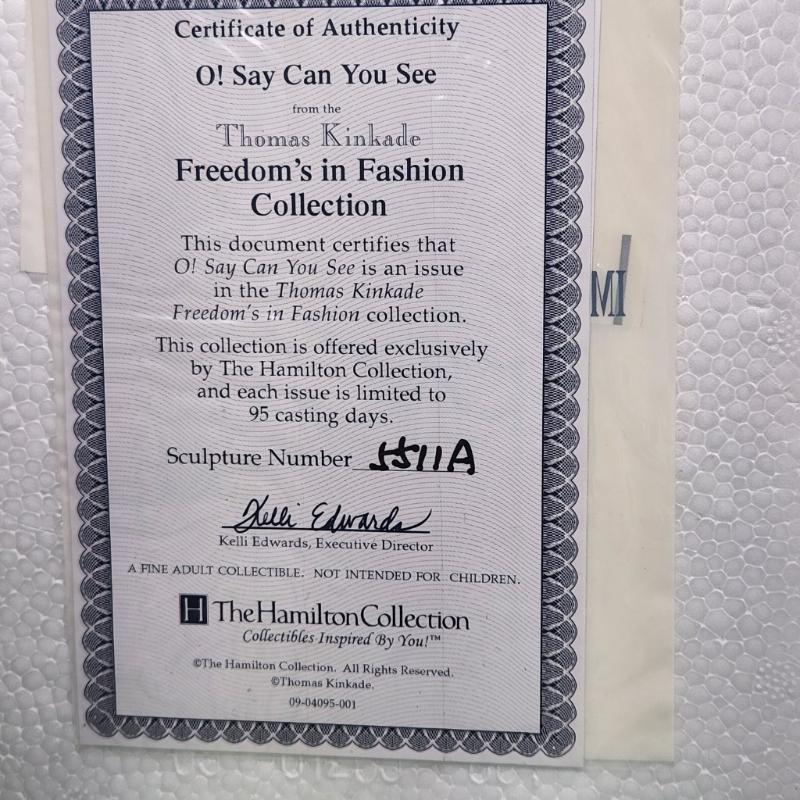 Certificate of Authenticity
O! Say Can You See
from the
Thomas Kinkade
Freedom's in Fashion
Collection
This document certifies that
O! Say Can You See is an issue
in the Thomas Kinkade
Freedom's in Fashion collection.
This collection is offered exclusively
by The Hamilton Collection,
and each issue is limited to
95 casting days.
Sculpture Number 5511A
Kelli Edwards
Kelli Edwards, Executive Director
A FINE ADULT COLLECTIBLE. NOT INTENDED FOR CHILDREN.
H The Hamilton Collection
Collectibles Inspired By You!™
©The Hamilton Collection. All Rights Reserved.
©Thomas Kinkade.
09-04095-001
MI